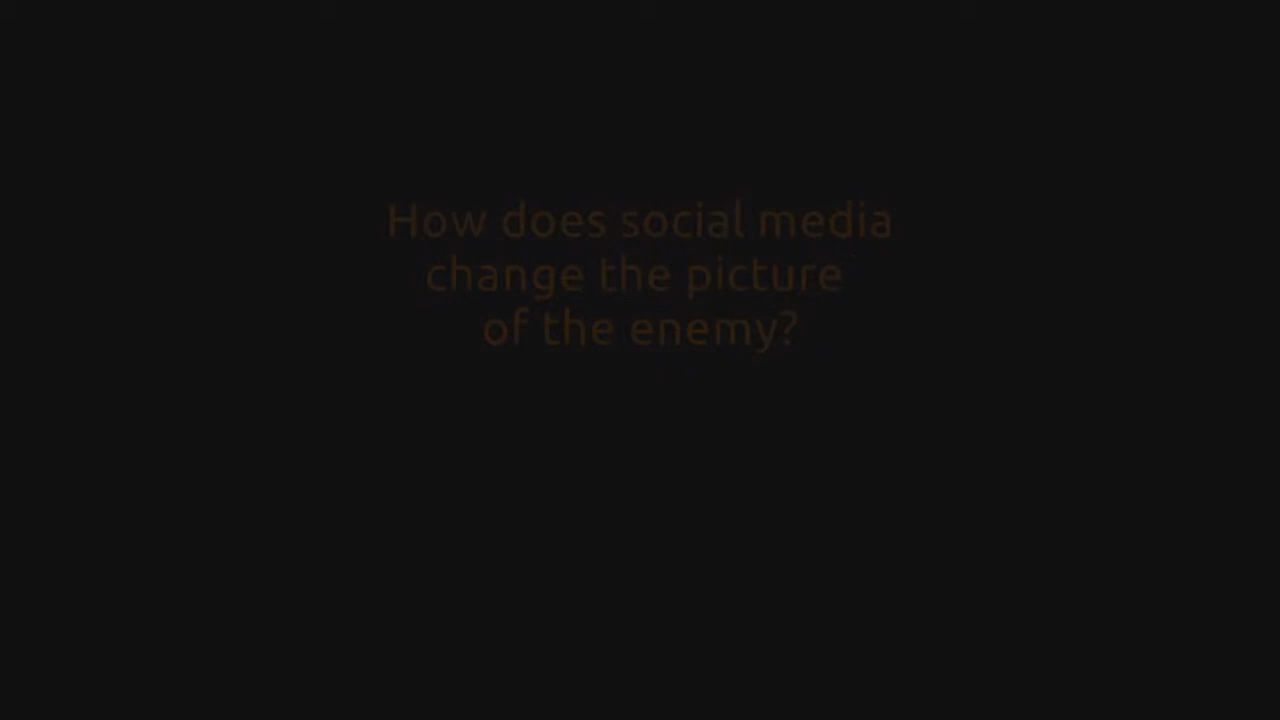 How does social media
change the picture
of the enemy?